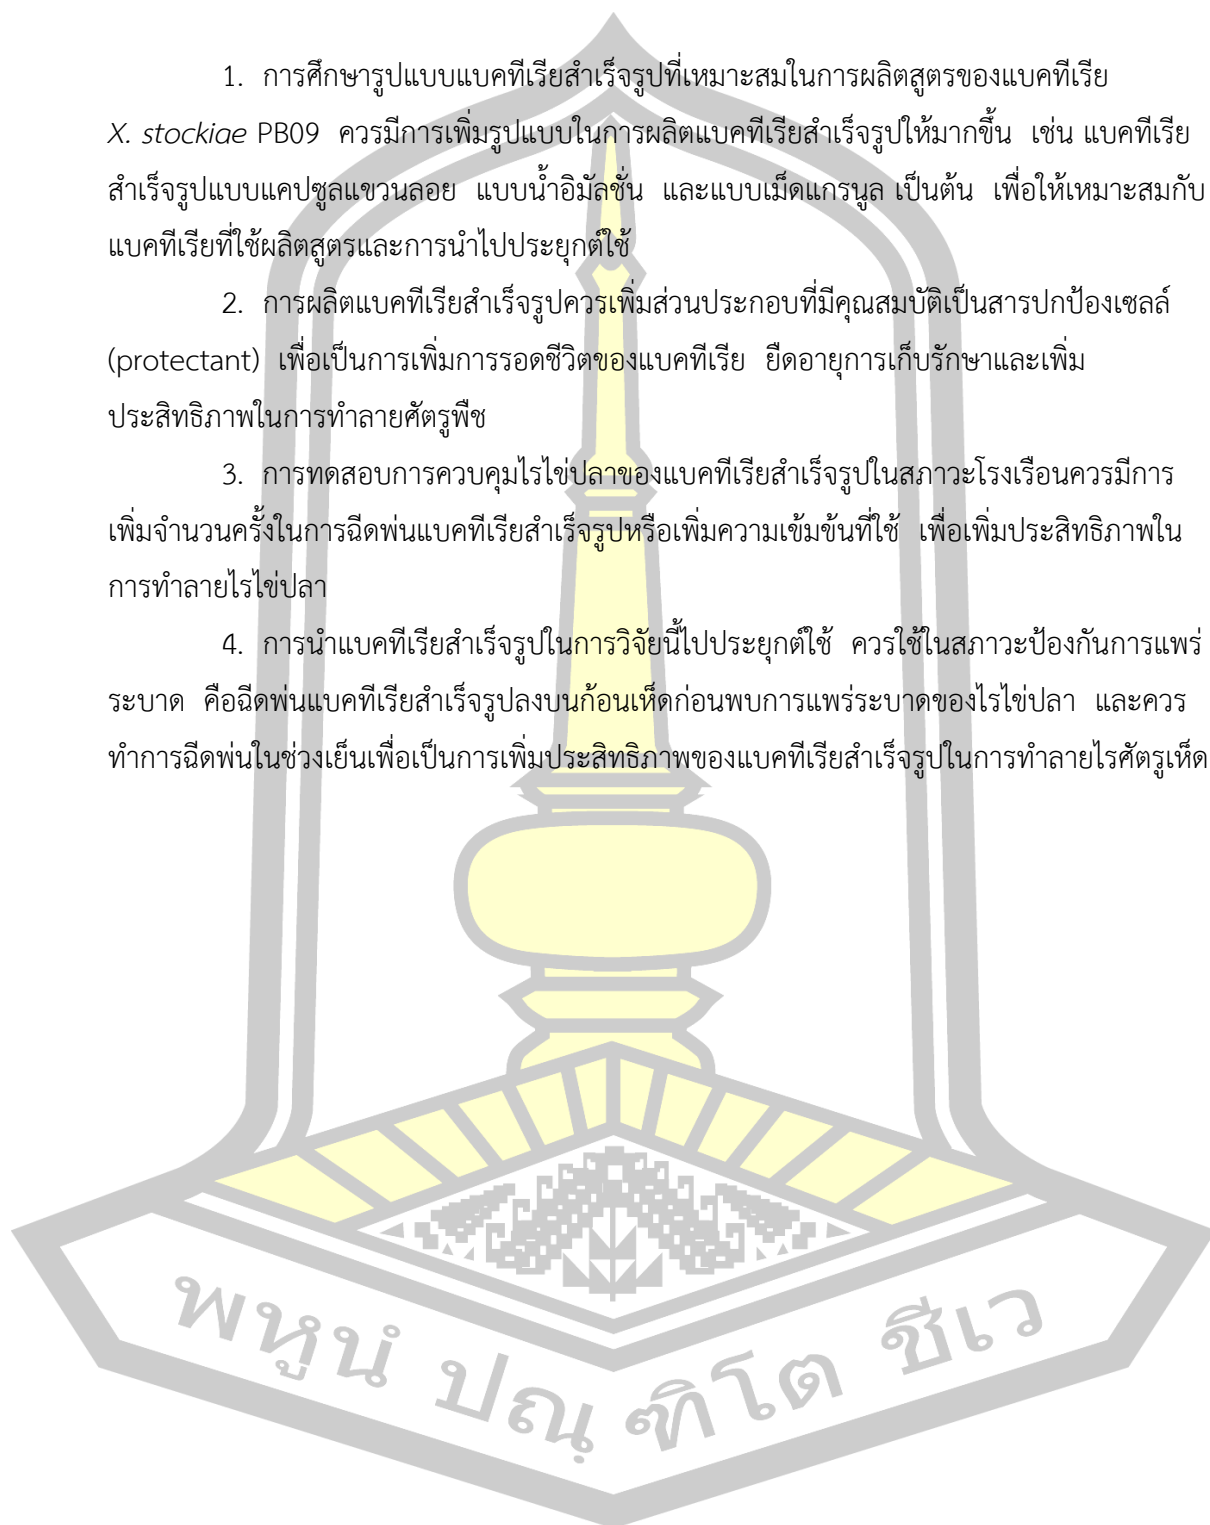 1. การศึกษารูปแบบแบคทีเรียสำเร็จรูปที่เหมาะสมในการผลิตสูตรของแบคทีเรีย
X. stockiae PB09 ควรมีการเพิ่มรูปแบบในการผลิตแบคทีเรียสำเร็จรูปให้มากขึ้น เช่น แบคทีเรีย
สำเร็จรูปแบบแคปซูลแขวนลอย แบบน้ำอิมัลชั่น และแบบเม็ดแกรนูล เป็นต้น เพื่อให้เหมาะสมกับ
แบคทีเรียที่ใช้ผลิตสูตรและการนำไปประยุกต์ใช้
2. การผลิตแบคทีเรียสำเร็จรูปควรเพิ่มส่วนประกอบที่มีคุณสมบัติเป็นสารปกป้องเซลล์
(protectant) เพื่อเป็นการเพิ่มการรอดชีวิตของแบคทีเรีย ยืดอายุการเก็บรักษาและเพิ่ม
ประสิทธิภาพในการทำลายศัตรูพืช
3. การทดสอบการควบคุมไรไข่ปลาของแบคทีเรียสำเร็จรูปในสภาวะโรงเรือนควรมีการ
เพิ่มจำนวนครั้งในการฉีดพ่นแบคทีเรียสำเร็จรูปหรือเพิ่มความเข้มข้นที่ใช้ เพื่อเพิ่มประสิทธิภาพใน
การทำลายไรไข่ปลา
4. การนำแบคทีเรียสำเร็จรูปในการวิจัยนี้ไปประยุกต์ใช้ ควรใช้ในสภาวะป้องกันการแพร่
ระบาด คือฉีดพ่นแบคทีเรียสำเร็จรูปลงบนก้อนเห็ดก่อนพบการแพร่ระบาดของไรไข่ปลา และควร
ทำการฉีดพ่นในช่วงเย็นเพื่อเป็นการเพิ่มประสิทธิภาพของแบคทีเรียสำเร็จรูปในการทำลายไรศัตรูเห็ด
พหูนํ ปณฺ ฑิโต ชีเว